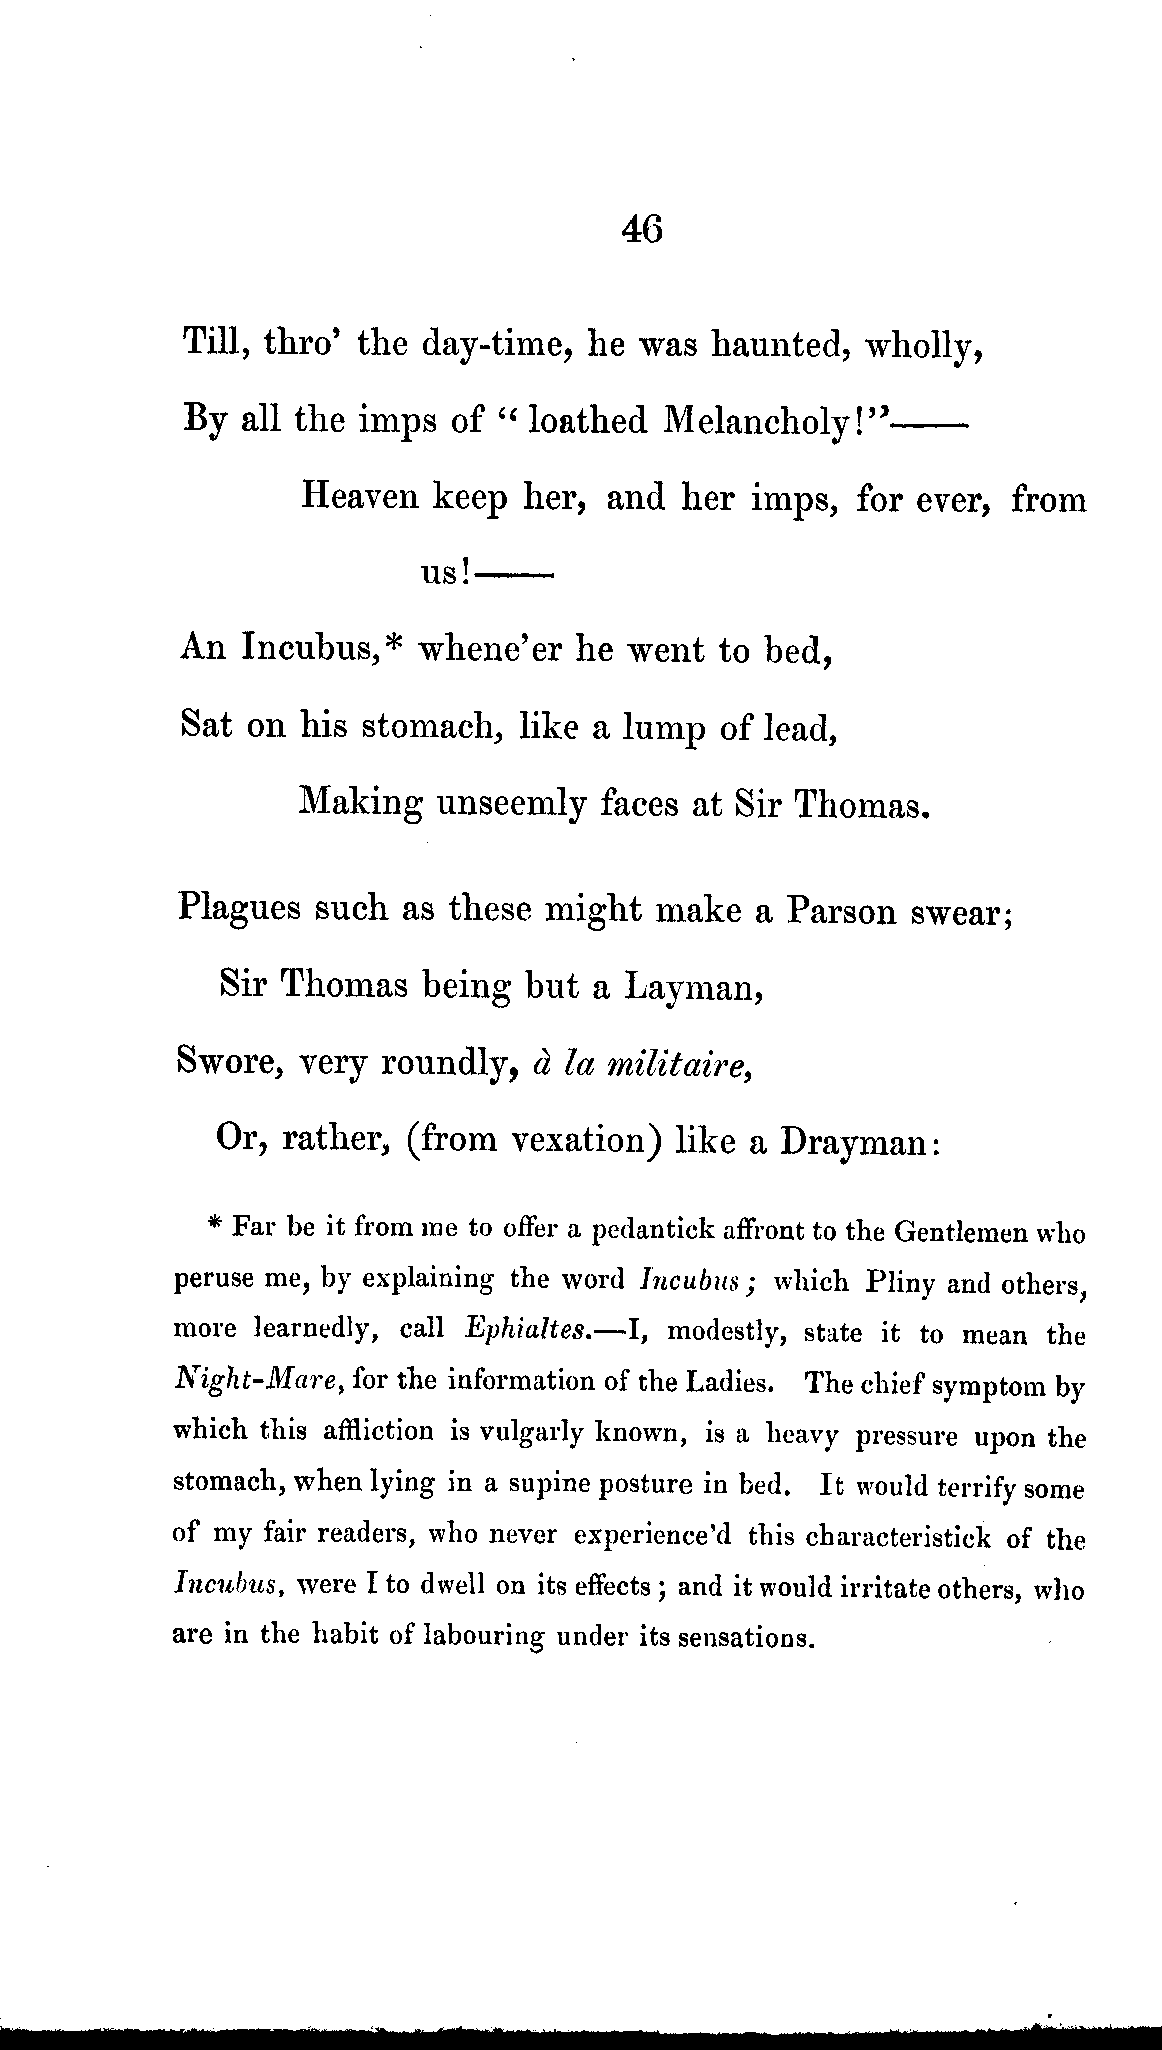 46
Till, thro' the day-time, he was haunted, wholly,
By all the imps of “ loathed Melancholy!”——
Heaven keep her, and her imps, for ever, from
us!——
An Incubus,* whene'er he went to bed,
Sat on his stomach, like a lump of lead,
Making unseemly faces at Sir Thomas.
Plagues such as these might make a Parson swear;
Sir Thomas being but a Layman,
Swore, very roundly, à la militaire,
Or, rather, (from vexation) like a Drayman:
* Far be it from me to offer a pedantick affront to the Gentlemen who
peruse me, by explaining the word Incubus; which Pliny and others,
more learnedly, call Ephialtes.—I, modestly, state it to mean the
Night-Mare, for the information of the Ladies. The chief symptom by
which this affliction is vulgarly known, is a heavy pressure upon the
stomach, when lying in a supine posture in bed. It would terrify some
of my fair readers, who never experience'd this characteristick of the
Incubus, were I to dwell on its effects; and it would irritate others, who
are in the habit of labouring under its sensations.